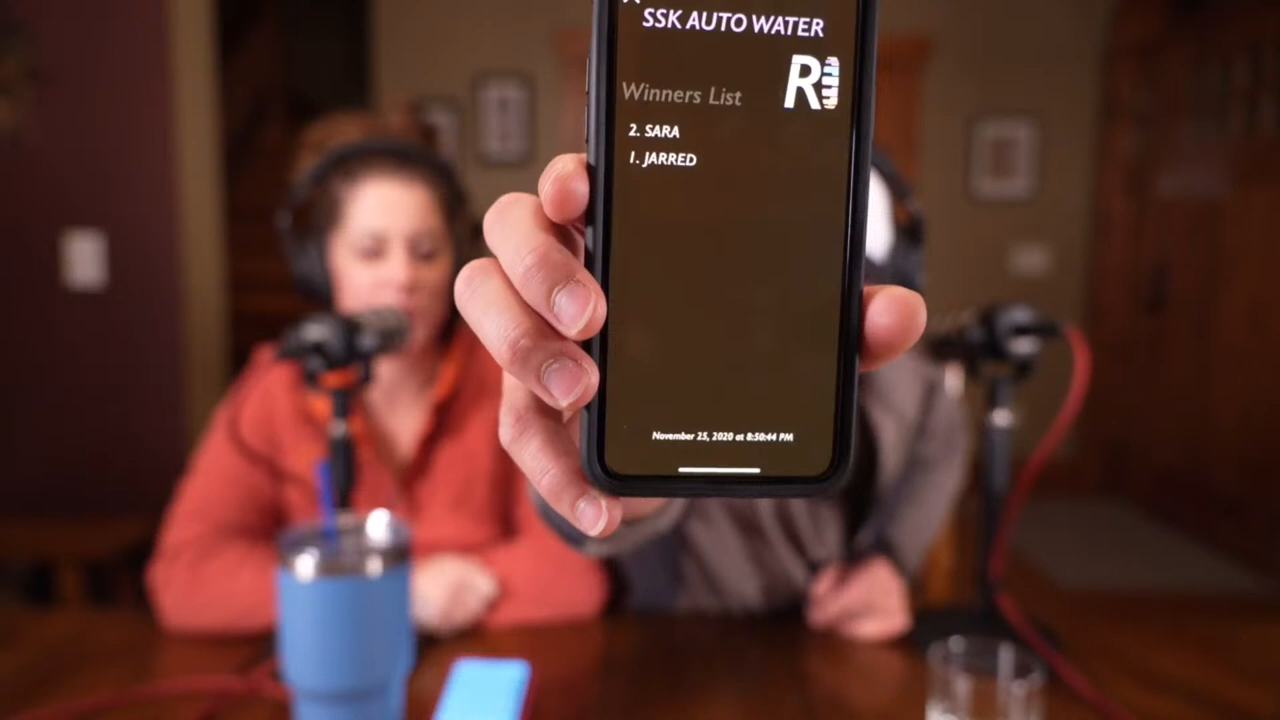 SSK AUTO WATER
R
Winners List
2. SARA
1. JARRED
November 25, 2020 at 8:50:44 PM